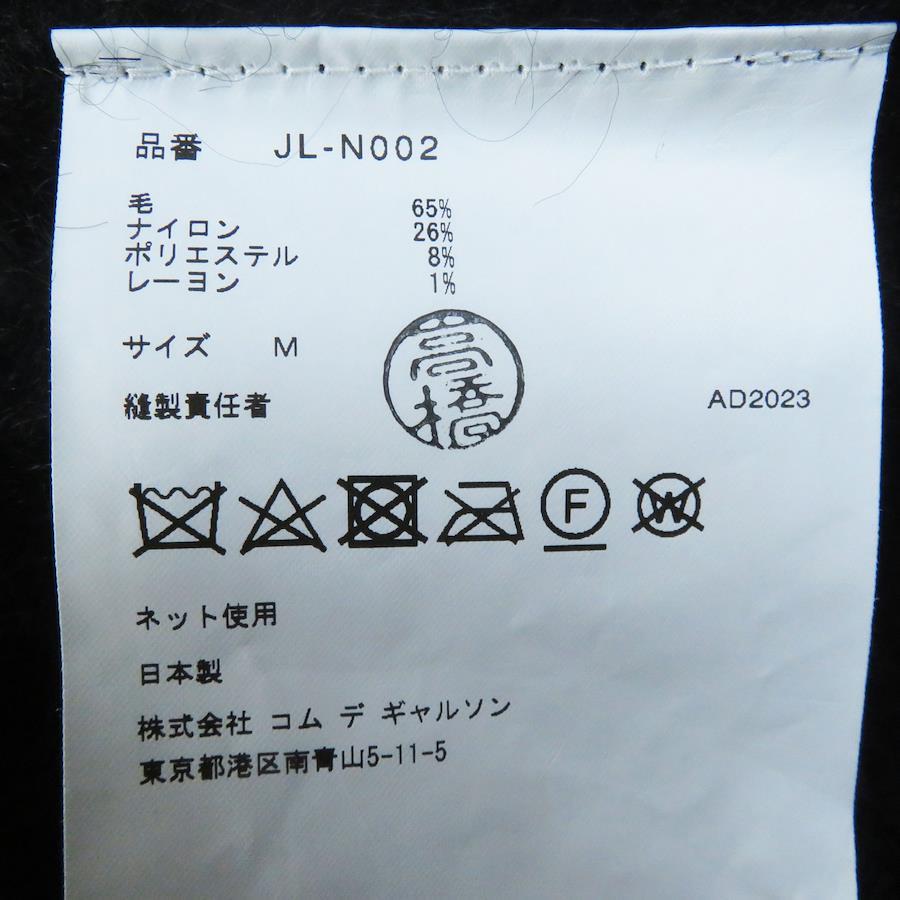 品番 JL-N002
毛 65%
ナイロン 26%
ポリエステル 8%
レーヨン 1%
サイズ M
高橋
縫製責任者 AD2023
F W
ネット使用
日本製
株式会社 コム デ ギャルソン
東京都港区南青山5-11-5